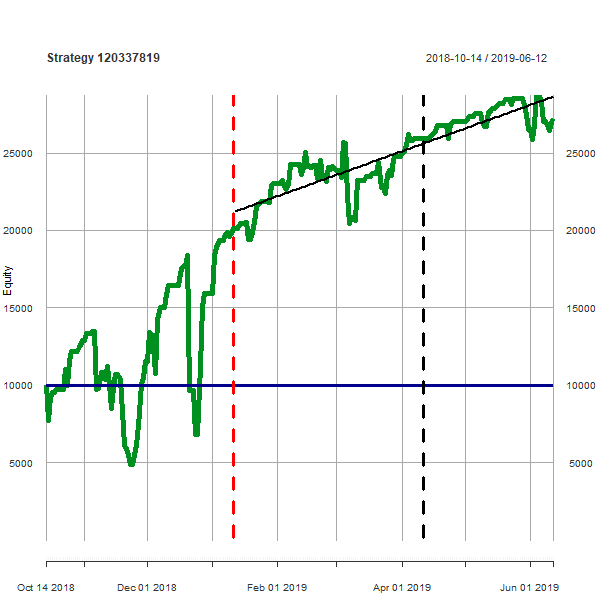 Strategy 120337819
2018-10-14 / 2019-06-12
Equity
25000
25000
20000
20000
15000
15000
10000
10000
5000
5000
Oct 14 2018
Dec 01 2018
Feb 01 2019
Apr 01 2019
Jun 01 2019